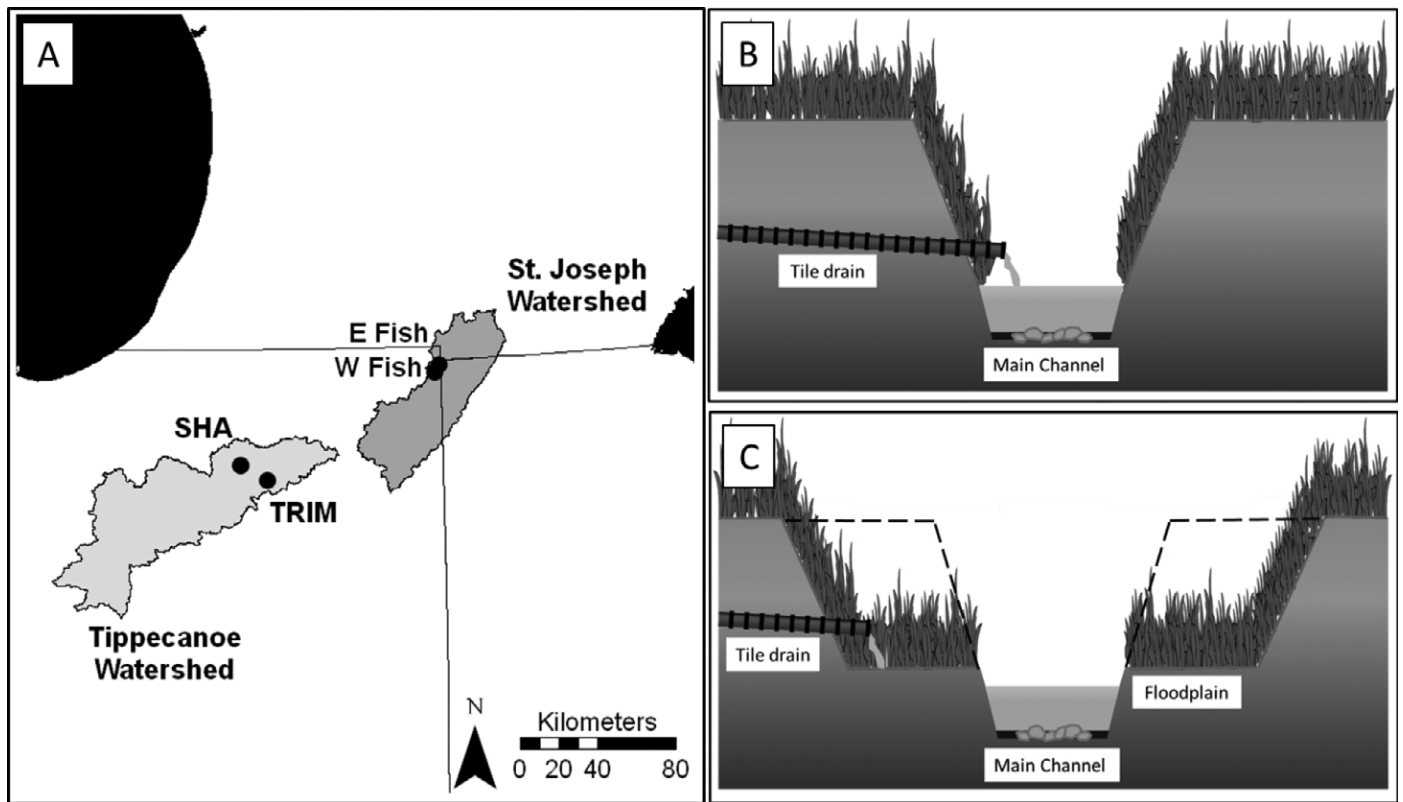 A
St. Joseph
Watershed
E Fish
W Fish
SHA
TRIM
Tippecanoe
Watershed
N
Kilometers
0 20 40 80
B
Tile drain
Main Channel
C
Tile drain
Floodplain
Main Channel